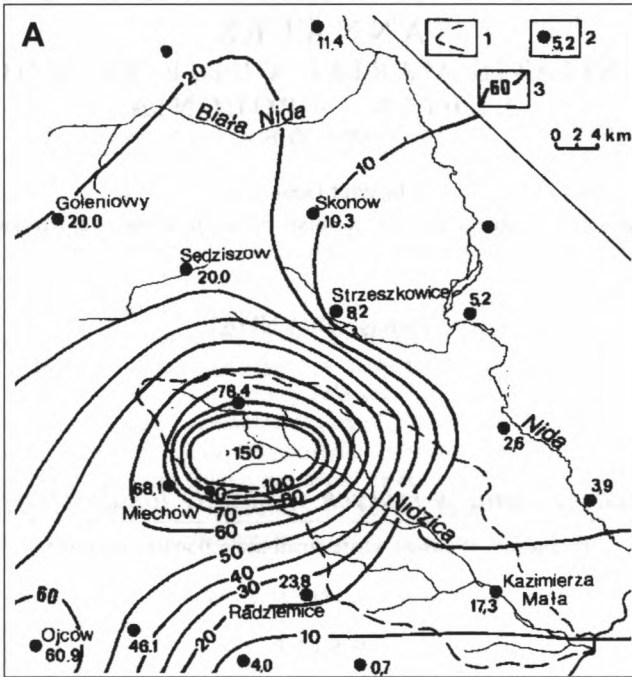 A
11.4
1
5,2 2
60 3
0 2 4
km
20
Biała Nida
10
Goleniowy
20.0
Skonów
10,3
Sędziszow
20.0
Strzeszkowice
8,2
5,2
78,4
›150
Nida
2,6
68,1
100
3,9
90
80
Miechów
70
Nidzica
60
50
40
30
23,8
Kazimierza
Mała
17,3
60
Radziemice
20
10
Ojców
60.9
46.1
4.0
0,7